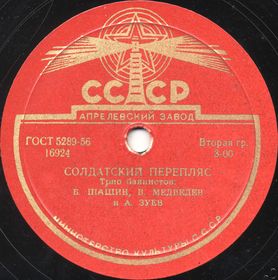 СССР
АПРЕЛЕВСКИЙ ЗАВОД
ГОСТ 5289-56
Вторая гр.
16924
3-00
СОЛДАТСКИЙ ПЕРЕПЛЯС
Трио баянистов:
Б. ШАШИН, В. МЕДВЕДЕВ
и А. ЗУЕВ
МИНИСТЕРСТВО КУЛЬТУРЫ СССР